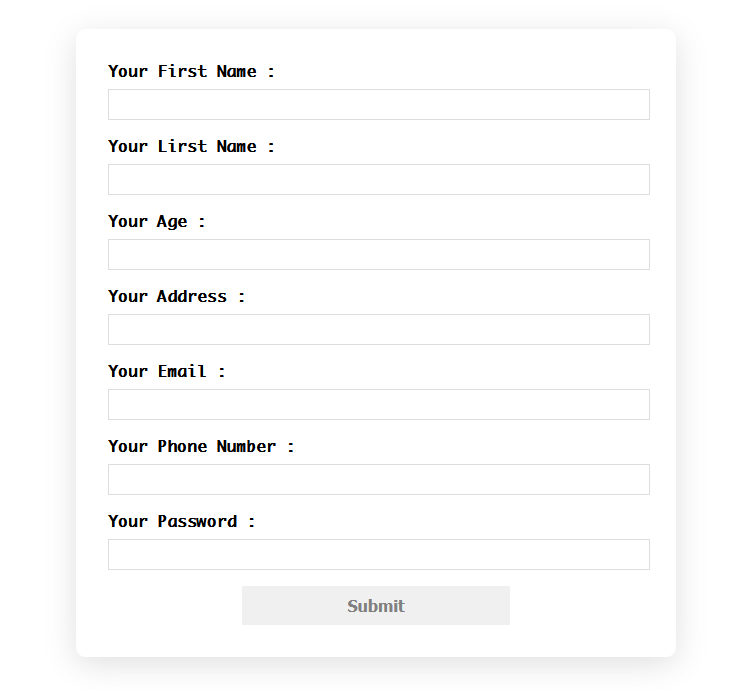 Your First Name :
Your Lirst Name :
Your Age :
Your Address :
Your Email :
Your Phone Number :
Your Password :
Submit